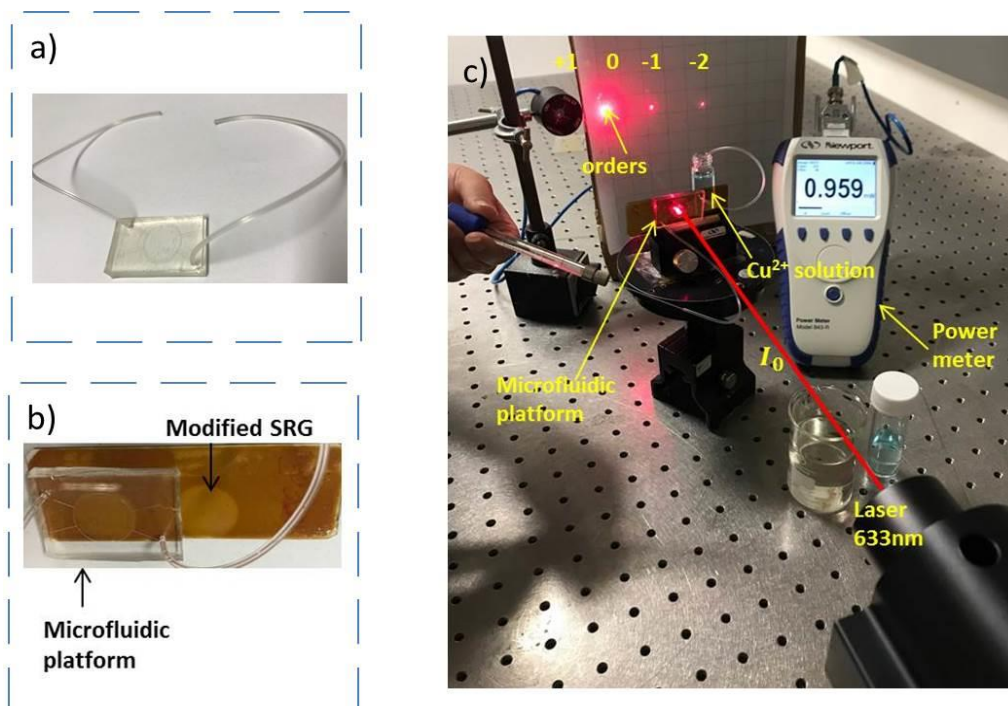 a)
b)
Modified SRG
Microfluidic
platform
c)
+1 0 -1 -2
orders
Newport
0.959
Cu²⁺ solution
Power Meter
Model 843-R
Power
meter
I₀
Microfluidic
platform
Laser
633nm